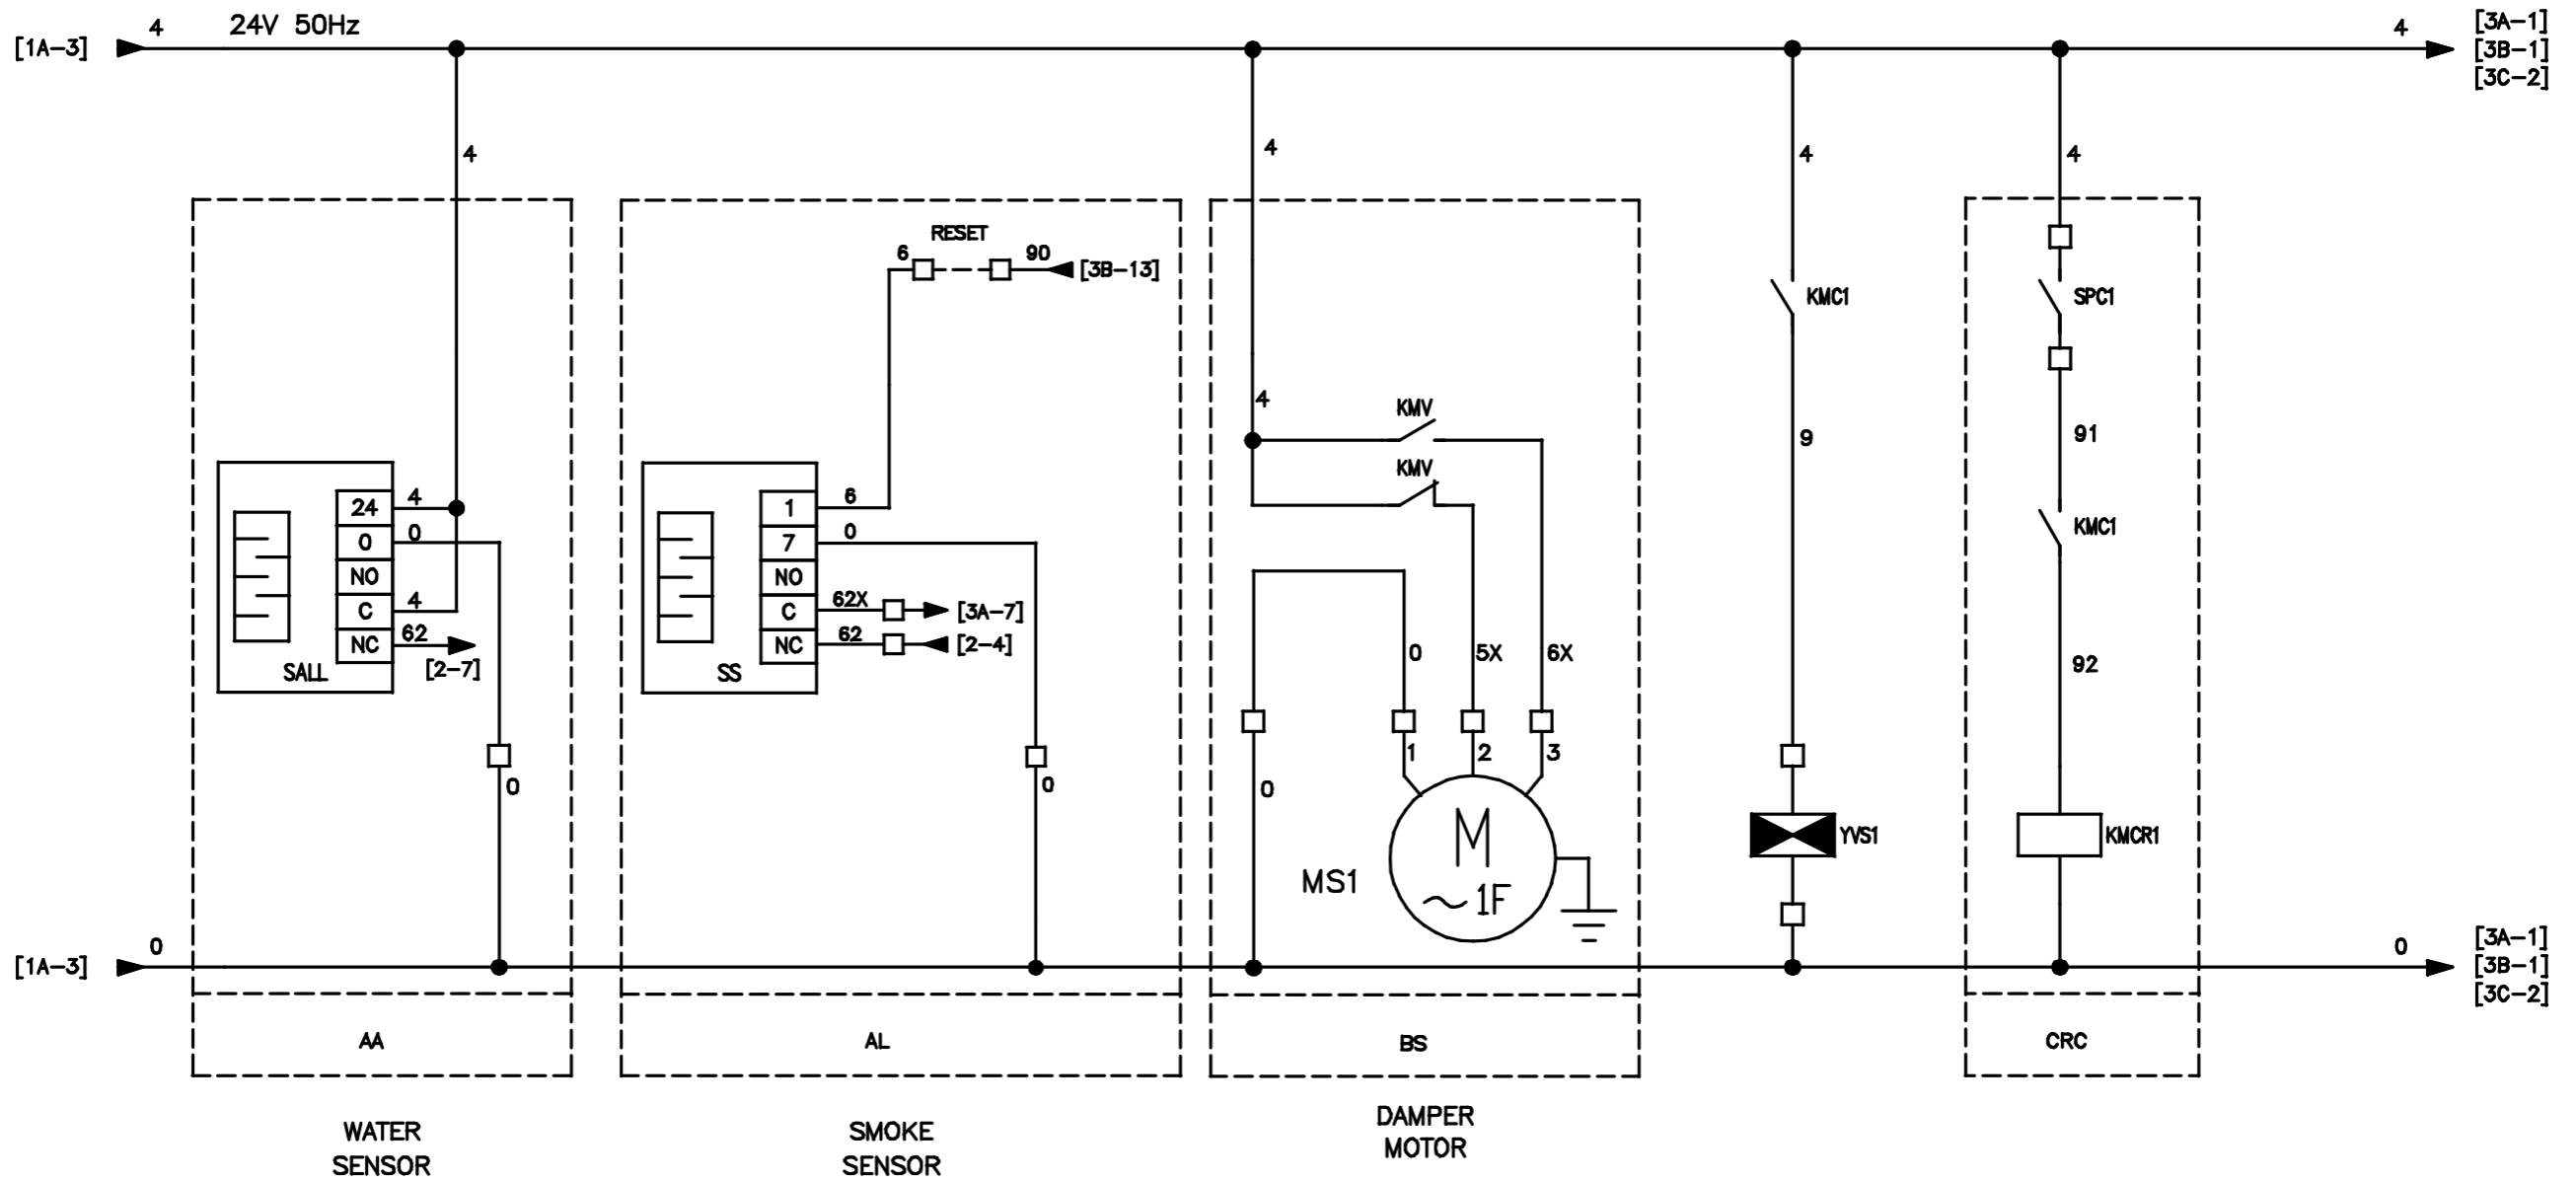 [1A-3]
4
24V 50Hz
4
[3A-1]
[3B-1]
[3C-2]
4
4
4
4
RESET
6
90
[3B-13]
KMC1
SPC1
4
KMV
KMV
9
91
24
4
0
0
NO
C
4
NC
62
[2-7]
SALL
1
6
7
0
NO
C
62X
[3A-7]
NC
62
[2-4]
SS
KMC1
0
5X
6X
92
1
2
3
0
0
0
M
~ 1F
MS1
YVS1
KMCR1
[1A-3]
0
0
[3A-1]
[3B-1]
[3C-2]
AA
AL
BS
CRC
WATER
SENSOR
SMOKE
SENSOR
DAMPER
MOTOR